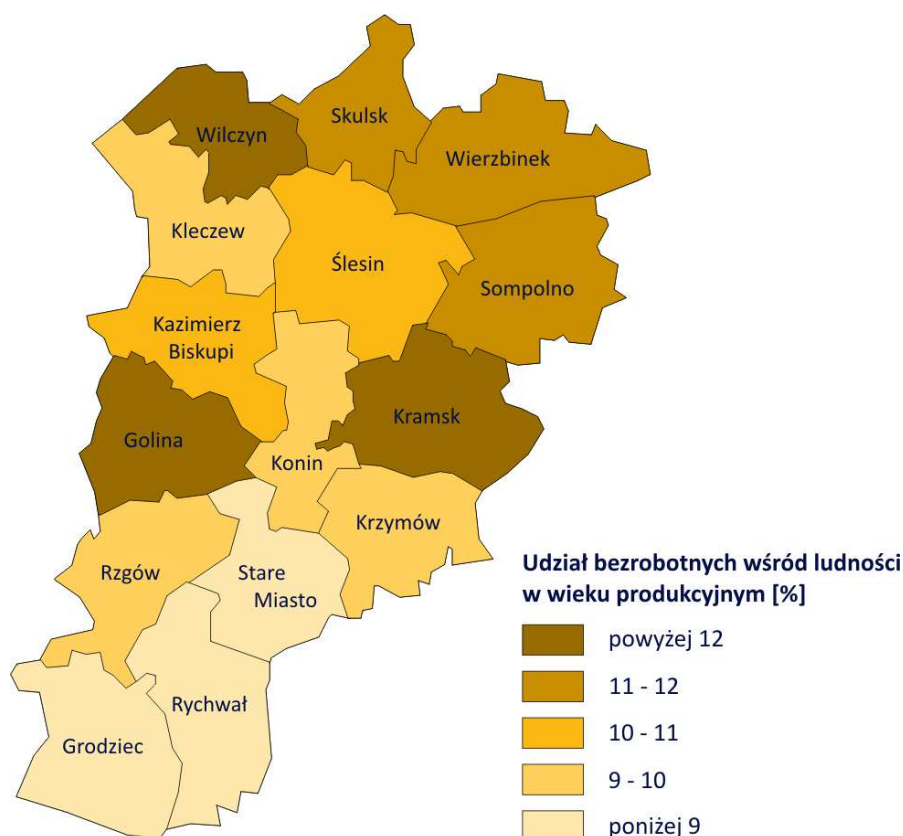 Skulsk
Wilczyn
Wierzbinek
Kleczew
Ślesin
Sompolno
Kazimierz
Biskupi
Kramsk
Golina
Konin
Krzymów
Rzgów
Stare
Miasto
Rychwał
Grodziec
Udział bezrobotnych wśród ludności
w wieku produkcyjnym [%]
powyżej 12
11 - 12
10 - 11
9 - 10
poniżej 9